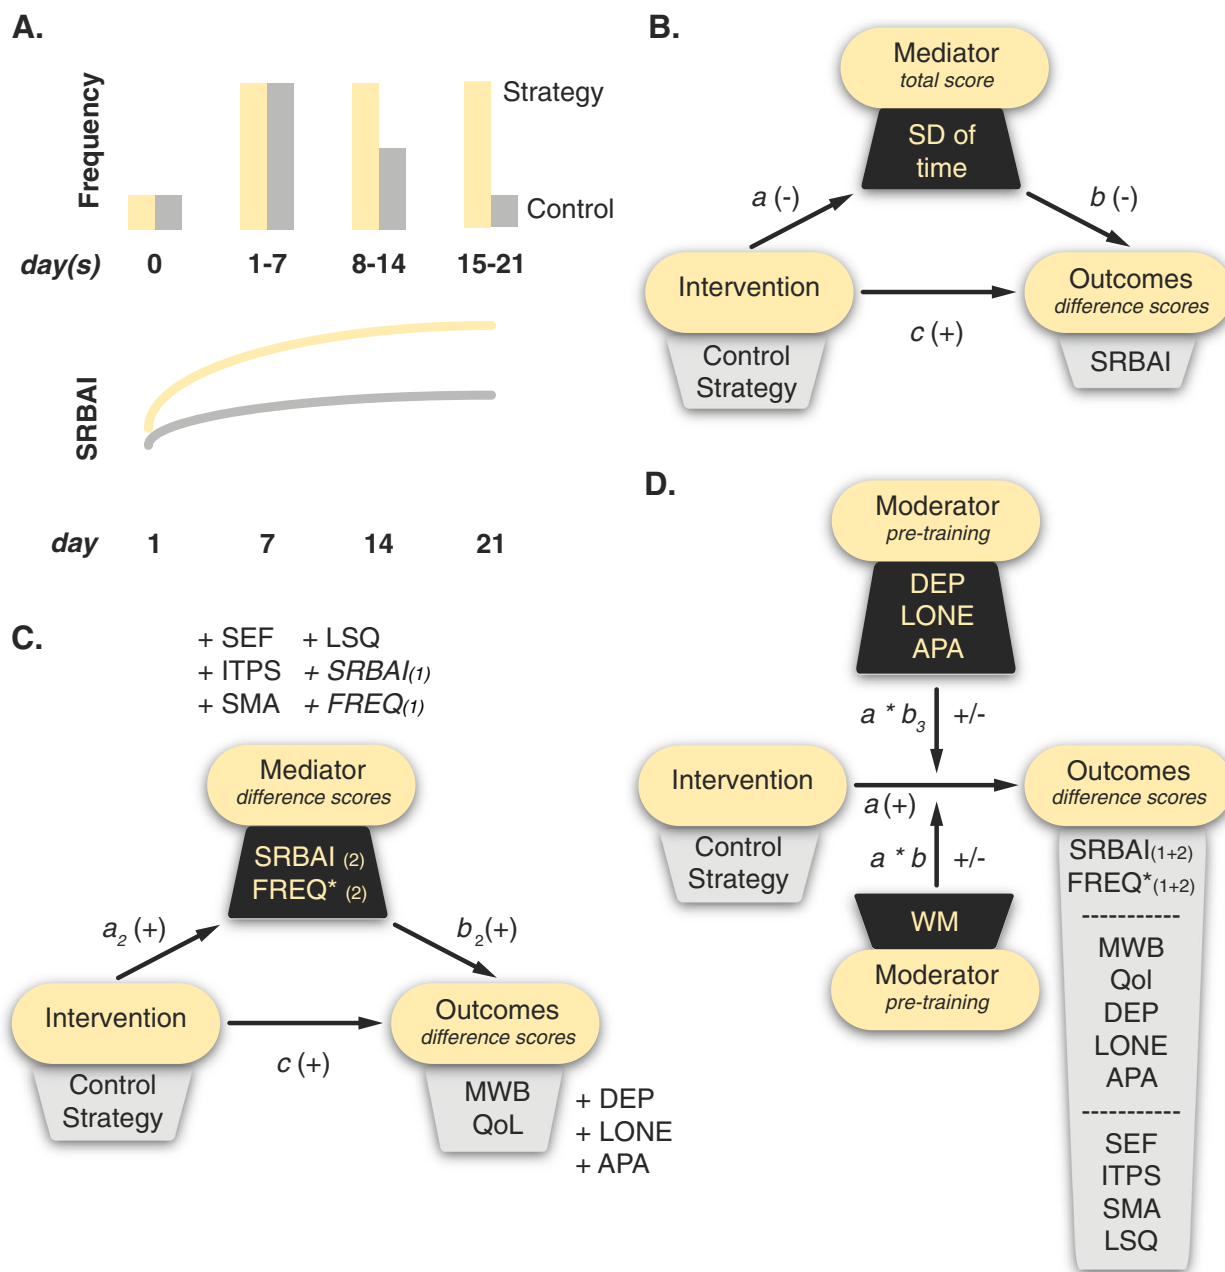 A.
Frequency
Strategy
Control
day(s) 0 1-7 8-14 15-21
SRBAI
day 1 7 14 21
B.
Mediator
total score
SD of
time
a (-)
b (-)
Intervention
Outcomes
difference scores
c (+)
Control
Strategy
SRBAI
C.
+ SEF + LSQ
+ ITPS + SRBAI(1)
+ SMA + FREQ(1)
Mediator
difference scores
SRBAI (2)
FREQ* (2)
a2 (+)
b2(+)
Intervention
Outcomes
difference scores
c (+)
Control
Strategy
MWB
QoL
+ DEP
+ LONE
+ APA
D.
Moderator
pre-training
DEP
LONE
APA
a * b3 +/-
Intervention
Outcomes
difference scores
a (+)
Control
Strategy
a * b +/-
WM
Moderator
pre-training
SRBAI(1+2)
FREQ*(1+2)
-----------
MWB
Qol
DEP
LONE
APA
-----------
SEF
ITPS
SMA
LSQ